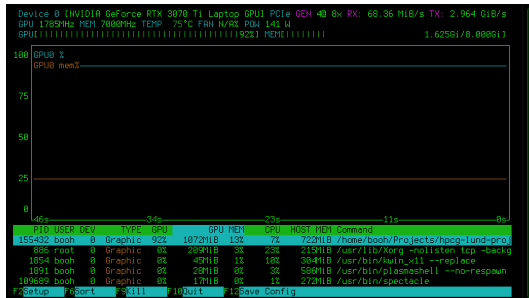 Device 0 [NVIDIA GeForce RTX 3070 Ti Laptop GPU] PCIe GEN 4@ 8x RX: 68.36 MiB/s TX: 2.964 GiB/s
GPU 1785MHz MEM 7000MHz TEMP 75°C FAN N/A% POW 141 W
GPU[||||||||||||||||||||||||||||||||||92%] MEM[||||||| 1.625Gi/8.000Gi]
100 GPU0 %
GPU0 mem%
75
50
25
0
46s 34s 23s 11s 0s
PID USER DEV TYPE GPU GPU MEM CPU HOST MEM Command
155432 booh 0 Graphic 92% 1072MiB 13% 7% 722MiB /home/booh/Projects/hpcg-lund-proj
886 root 0 Graphic 0% 209MiB 3% 23% 215MiB /usr/lib/Xorg -nolisten tcp -backg
1854 booh 0 Graphic 0% 45MiB 1% 10% 304MiB /usr/bin/kwin_x11 --replace
1891 booh 0 Graphic 0% 28MiB 0% 3% 506MiB /usr/bin/plasmashell --no-respawn
109689 booh 0 Graphic 0% 17MiB 0% 1% 272MiB /usr/bin/spectacle
F2Setup F6Sort F9Kill F10Quit F12Save Config